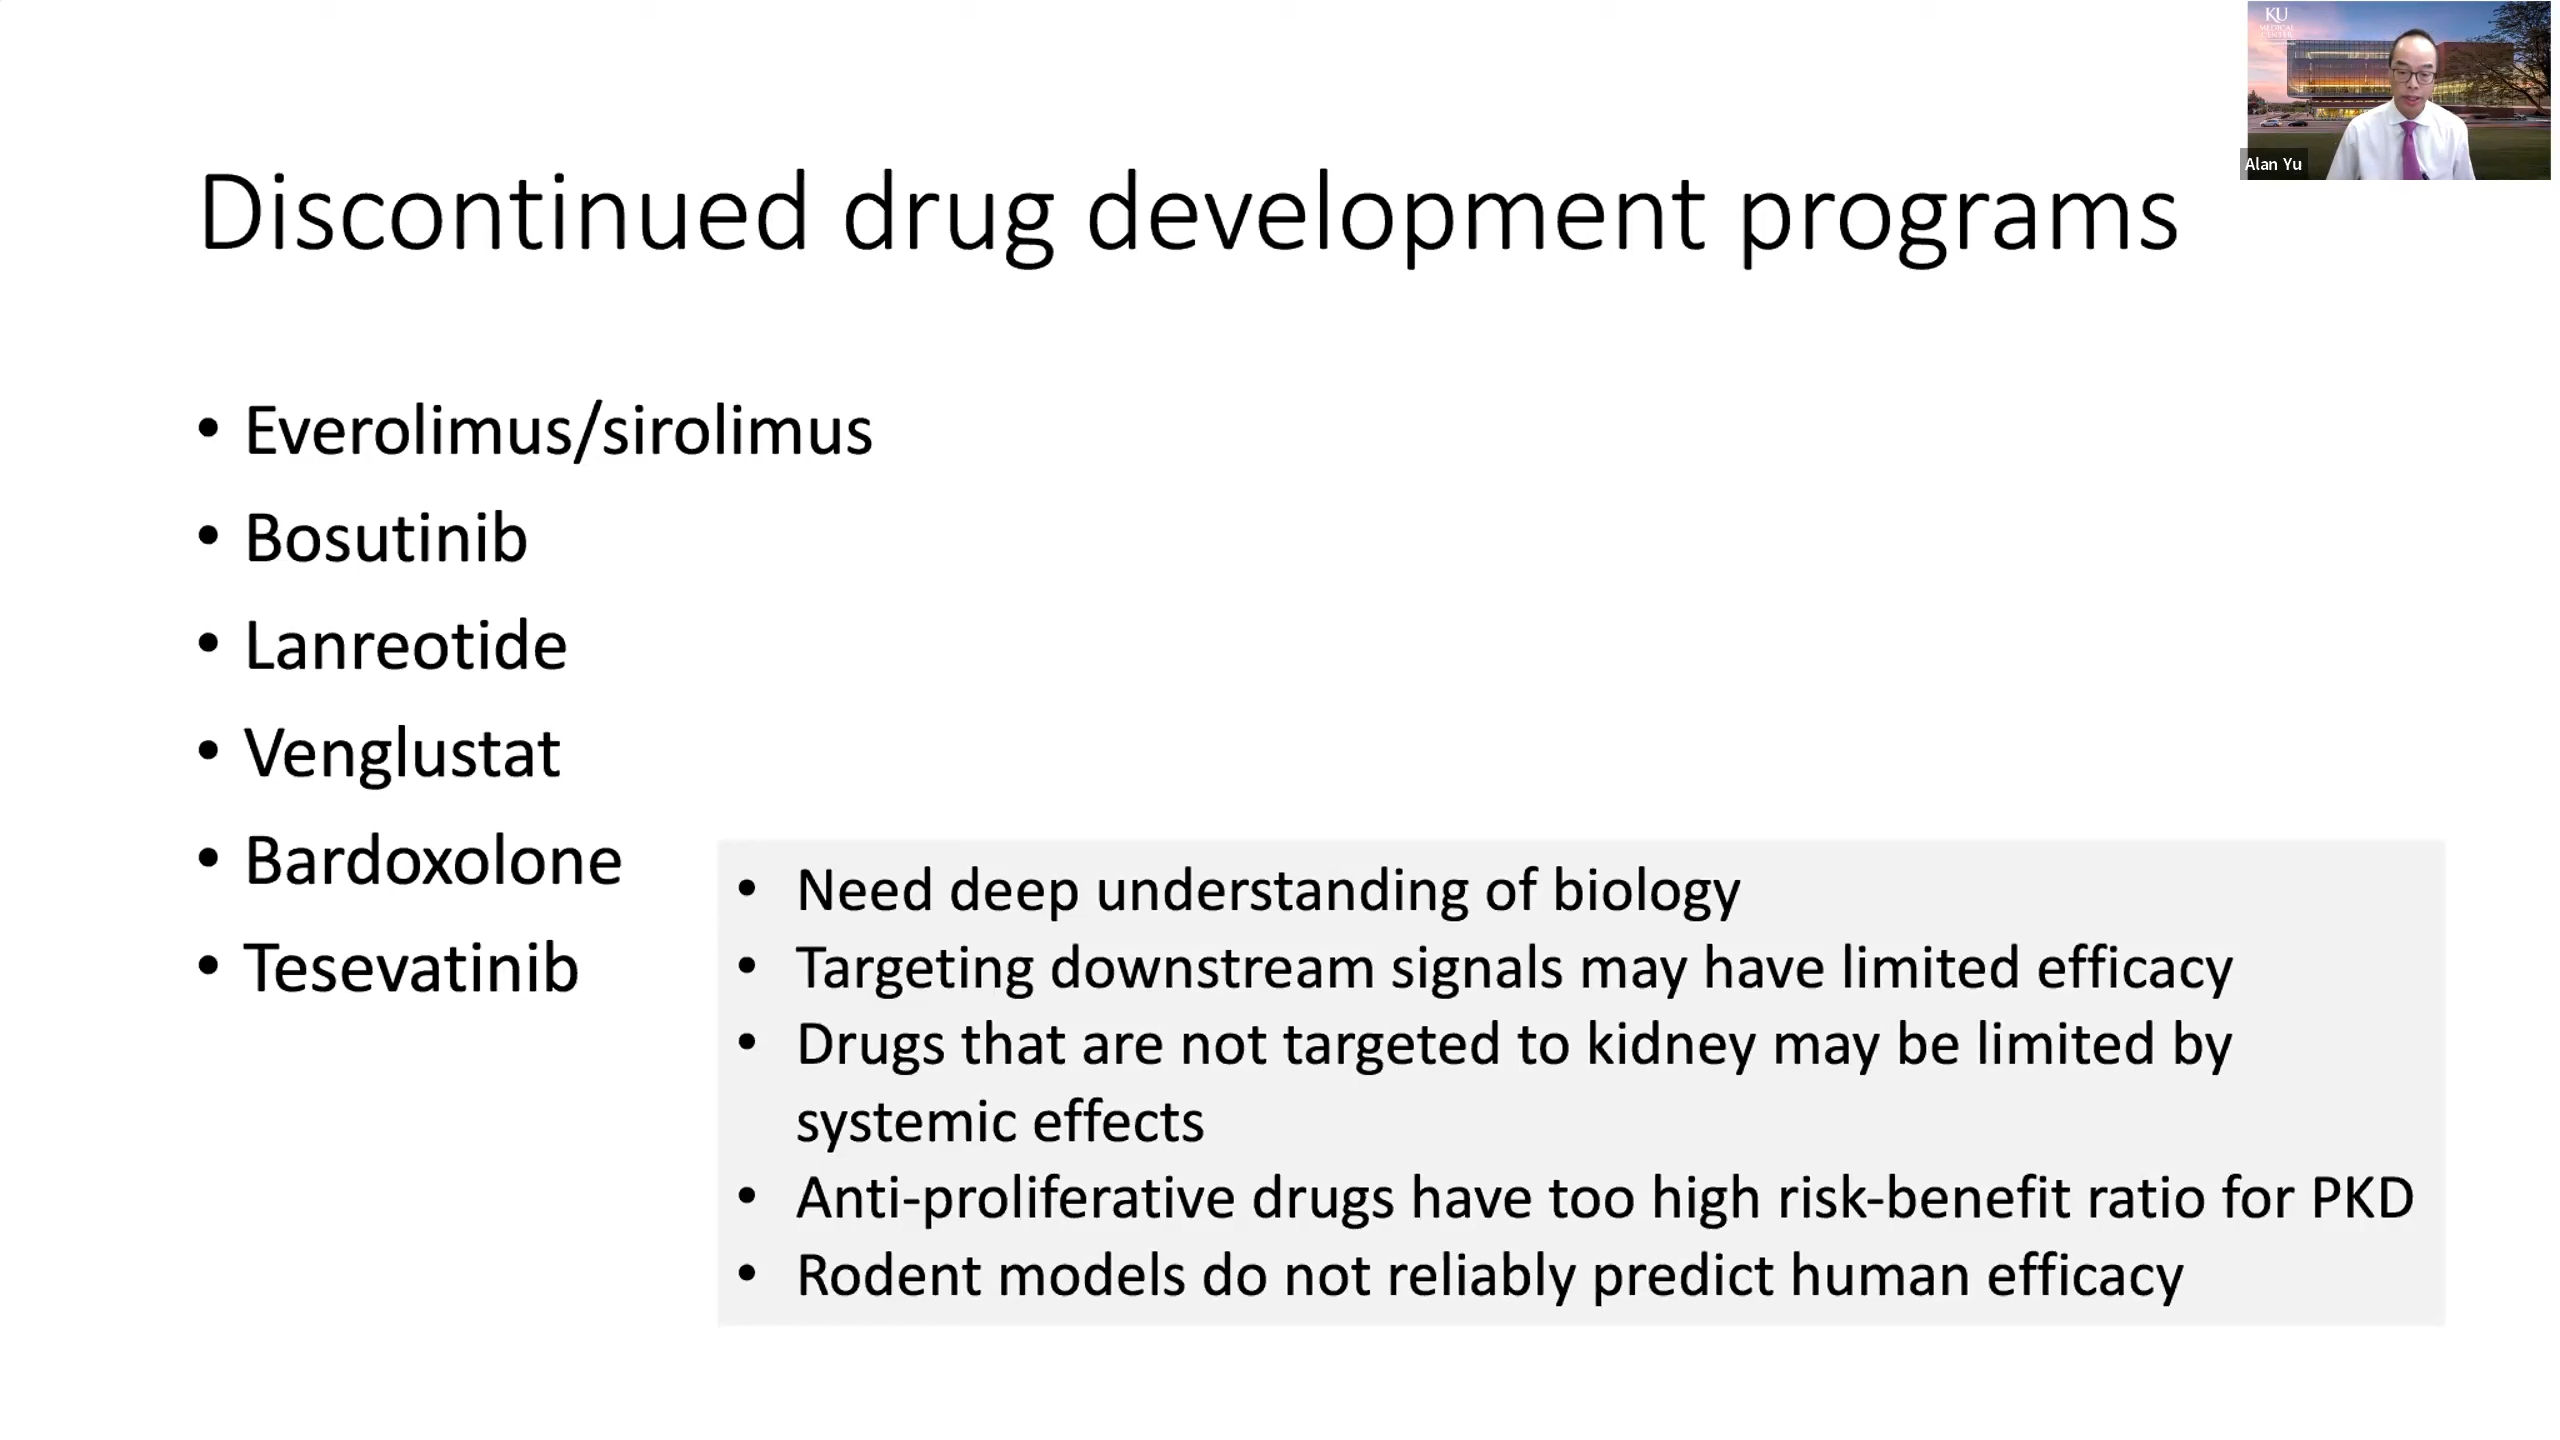 KU
MEDICAL
CENTER
Alan Yu
Discontinued drug development programs
• Everolimus/sirolimus
• Bosutinib
• Lanreotide
• Venglustat
• Bardoxolone
• Tesevatinib
• Need deep understanding of biology
• Targeting downstream signals may have limited efficacy
• Drugs that are not targeted to kidney may be limited by
systemic effects
• Anti-proliferative drugs have too high risk-benefit ratio for PKD
• Rodent models do not reliably predict human efficacy